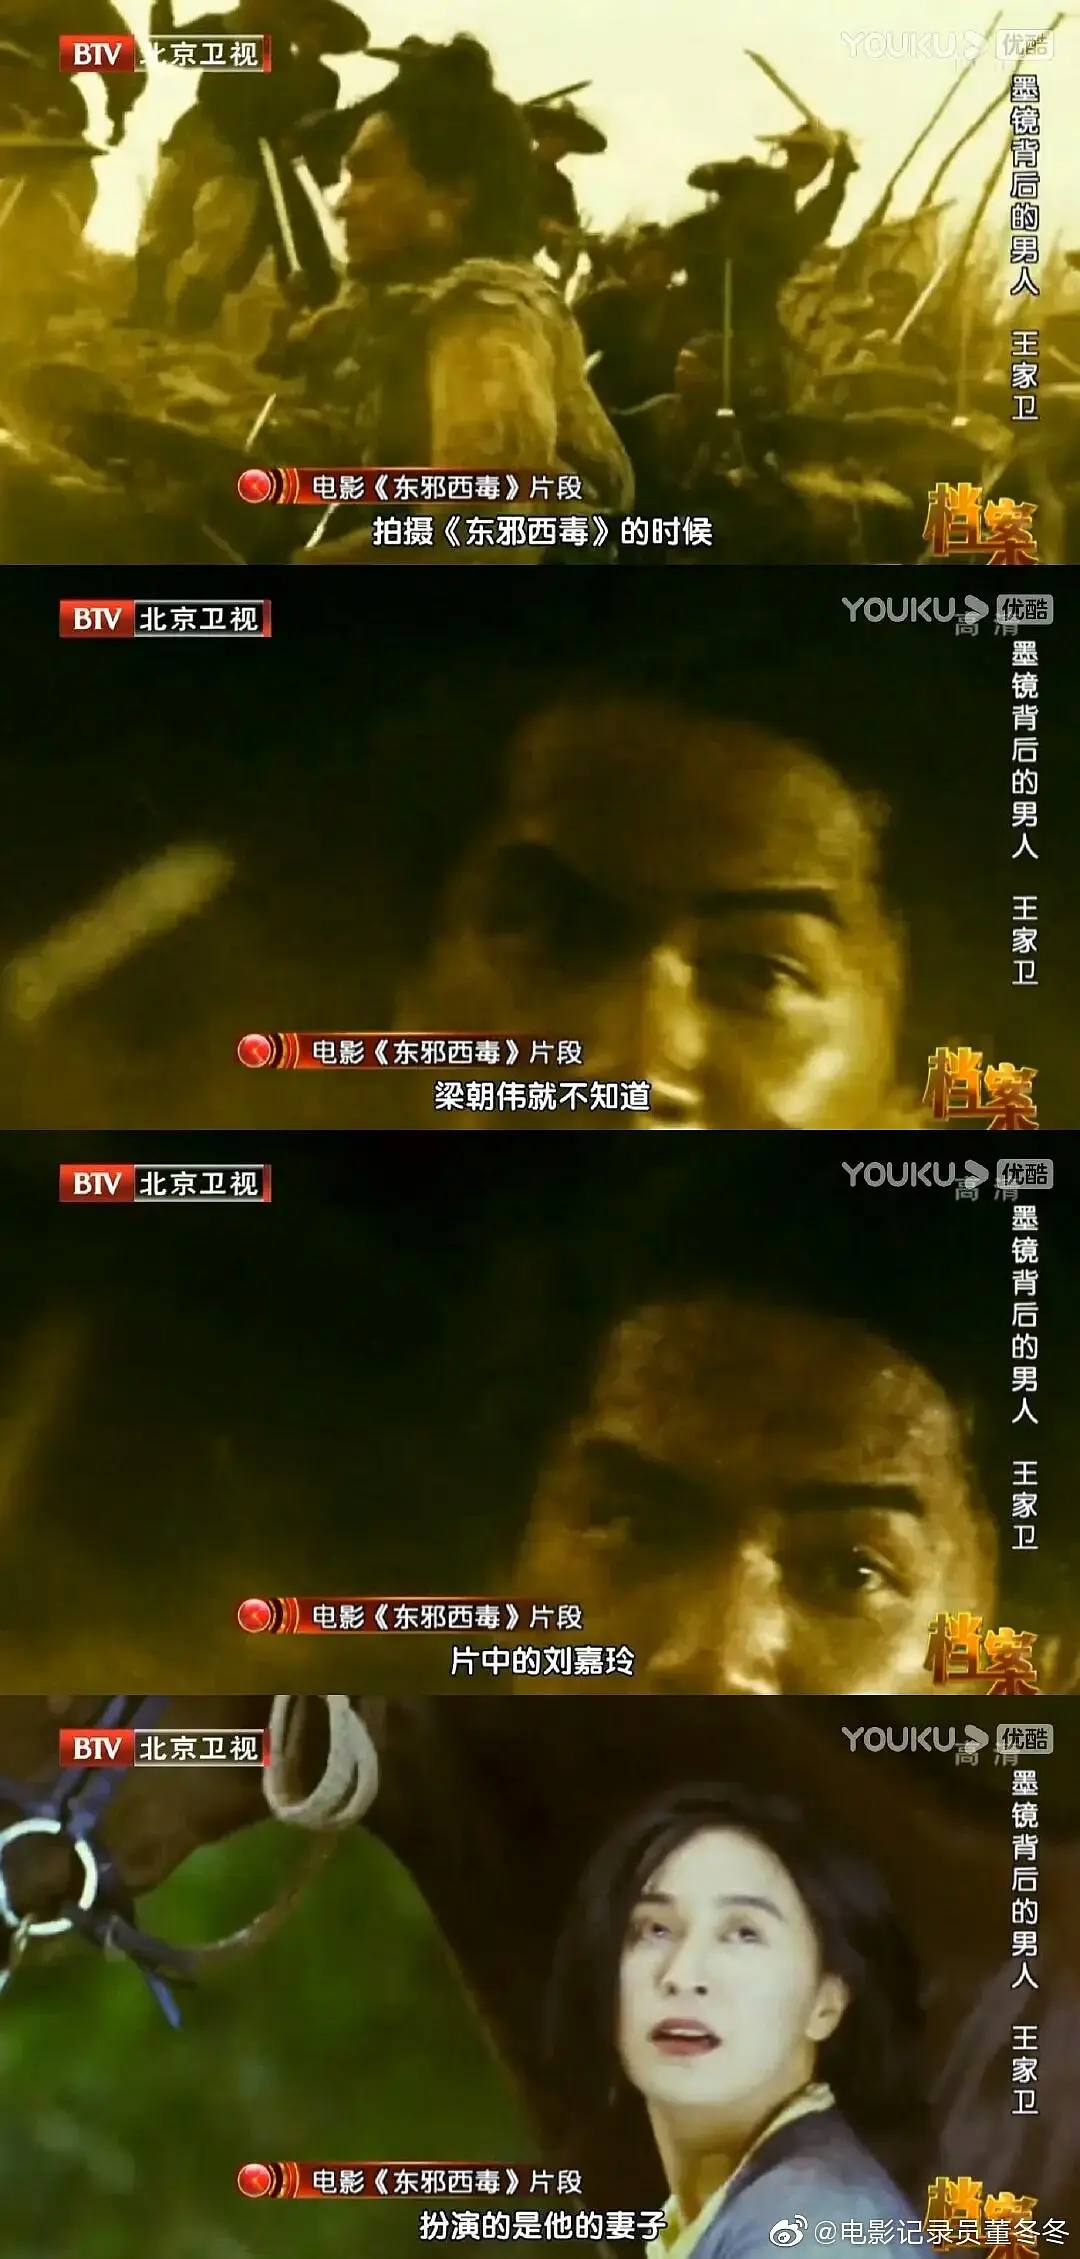 BTV 北京卫视
YOUKU 优酷
墨镜背后的男人 王家卫
电影《东邪西毒》片段
拍摄《东邪西毒》的时候
档案
BTV 北京卫视
YOUKU 优酷
高清
墨镜背后的男人 王家卫
电影《东邪西毒》片段
梁朝伟就不知道
档案
BTV 北京卫视
YOUKU 优酷
高清
墨镜背后的男人 王家卫
电影《东邪西毒》片段
片中的刘嘉玲
档案
BTV 北京卫视
YOUKU 优酷
高清
墨镜背后的男人 王家卫
电影《东邪西毒》片段
扮演的是他的妻子
档案
@电影记录员董冬冬